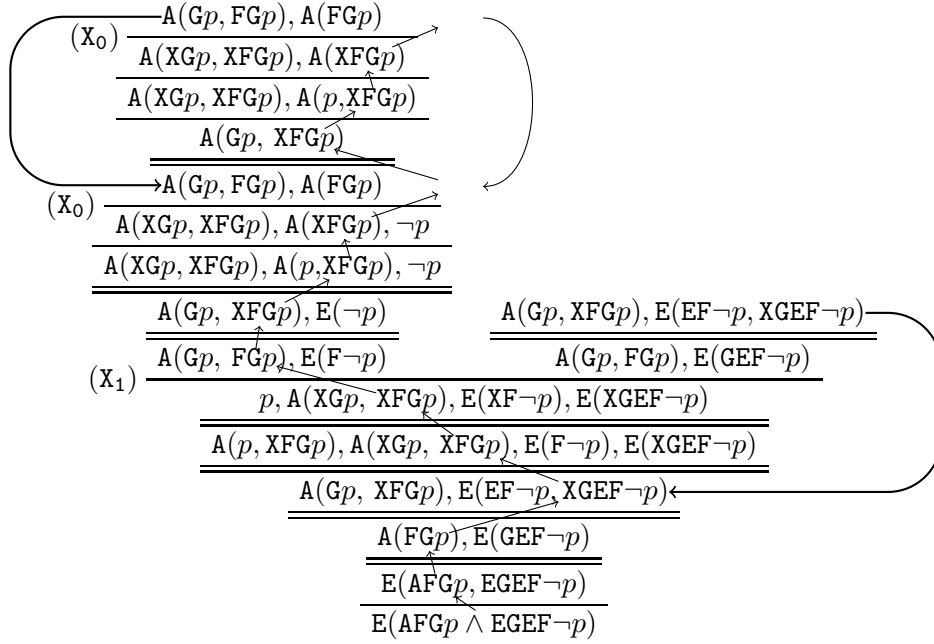 A(Gp, FGp), A(FGp)
(X₀)
A(XGp, XFGp), A(XFGp)
A(XGp, XFGp), A(p,XFGp)
A(Gp, XFGp)
A(Gp, FGp), A(FGp)
(X₀)
A(XGp, XFGp), A(XFGp), ¬p
A(XGp, XFGp), A(p,XFGp), ¬p
A(Gp, XFGp), E(¬p) A(Gp, XFGp), E(EF¬p, XGEF¬p)
A(Gp, FGp), E(F¬p) A(Gp, FGp), E(GEF¬p)
(X₁)
p, A(XGp, XFGp), E(XF¬p), E(XGEF¬p)
A(p, XFGp), A(XGp, XFGp), E(F¬p), E(XGEF¬p)
A(Gp, XFGp), E(EF¬p, XGEF¬p)
A(FGp), E(GEF¬p)
E(AFGp, EGEF¬p)
E(AFGp ∧ EGEF¬p)